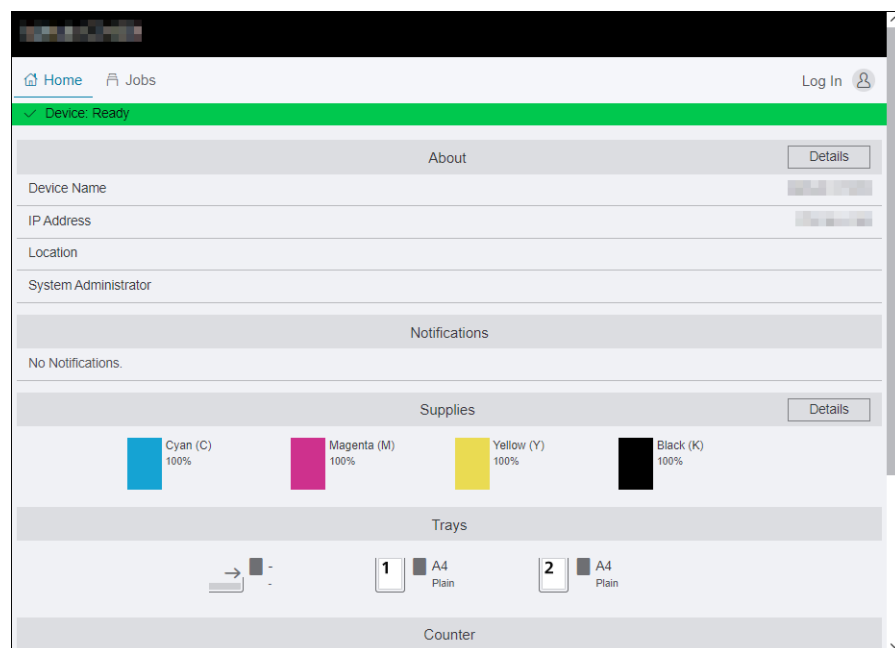 Home Jobs Log In
Device: Ready
About Details
Device Name
IP Address
Location
System Administrator
Notifications
No Notifications.
Supplies Details
Cyan (C) Magenta (M) Yellow (Y) Black (K)
100% 100% 100% 100%
Trays
- 1 A4 2 A4
- Plain Plain
Counter